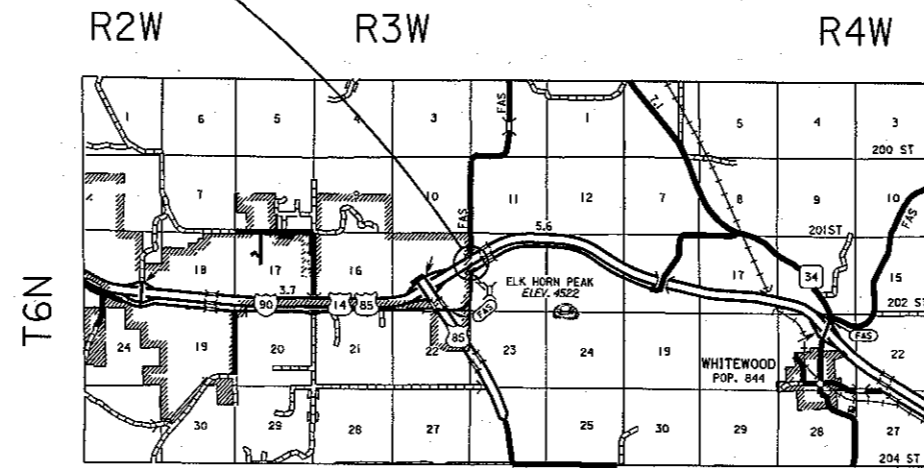 R2W R3W R4W
T6N
1 6 5 4 3 1 5 4 3
FAS 7.1
200 ST
7 10 11 12 7 8 9 10
FAS FAS
201ST
5.6
18 17 16 17 34 15
3.7
90 14 85
ELK HORN PEAK
ELEV. 4522
FAS
202 ST
FAS
85
24 19 20 21 22 23 24 19 22
WHITEWOOD
POP. 844
30 29 28 27 25 30 29 28 27
204 ST